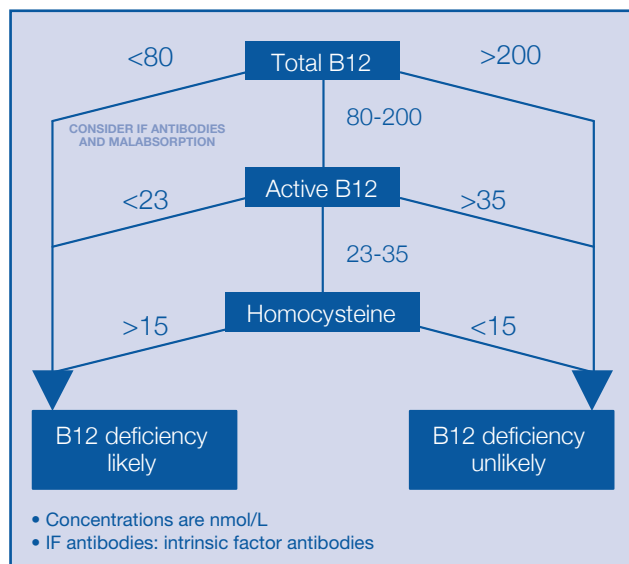 <80
Total B12
>200
CONSIDER IF ANTIBODIES
AND MALABSORPTION
80-200
<23
Active B12
>35
23-35
>15
Homocysteine
<15
B12 deficiency
likely
B12 deficiency
unlikely
• Concentrations are nmol/L
• IF antibodies: intrinsic factor antibodies